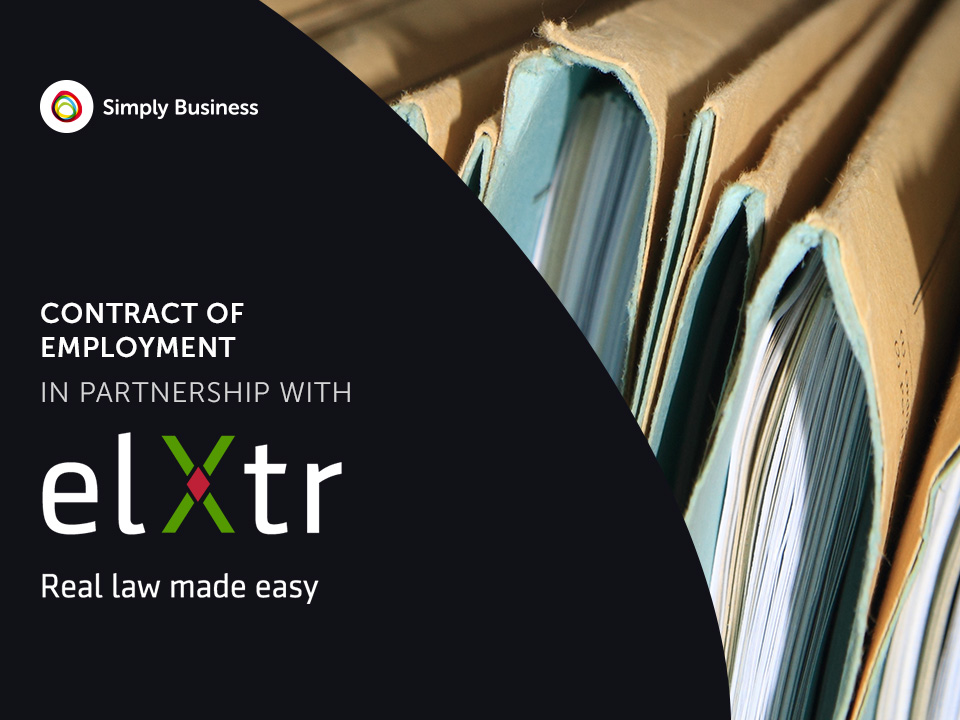 Simply Business
CONTRACT OF
EMPLOYMENT
IN PARTNERSHIP WITH
elXtr
Real law made easy